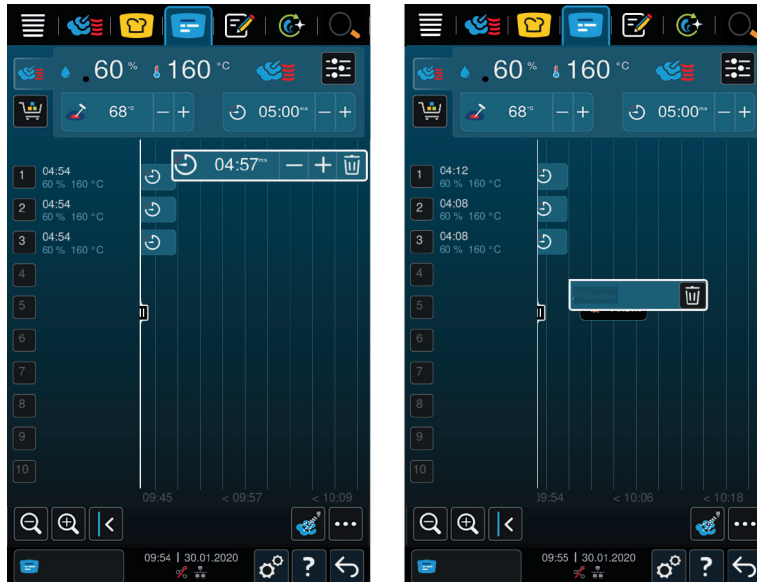 60 % 160 °C
68 °C − + 05:00 ms − +
04:57 ms − +
1 04:54
60 % 160 °C
2 04:54
60 % 160 °C
3 04:54
60 % 160 °C
4
5
6
7
8
9
10
09:45 < 09:57 < 10:09
09:54 | 30.01.2020
?
60 % 160 °C
68 °C − + 05:00 ms − +
1 04:12
60 % 160 °C
2 04:08
60 % 160 °C
3 04:08
60 % 160 °C
4
5
6
7
8
9
10
09:54 < 10:06 < 10:18
09:55 | 30.01.2020
?